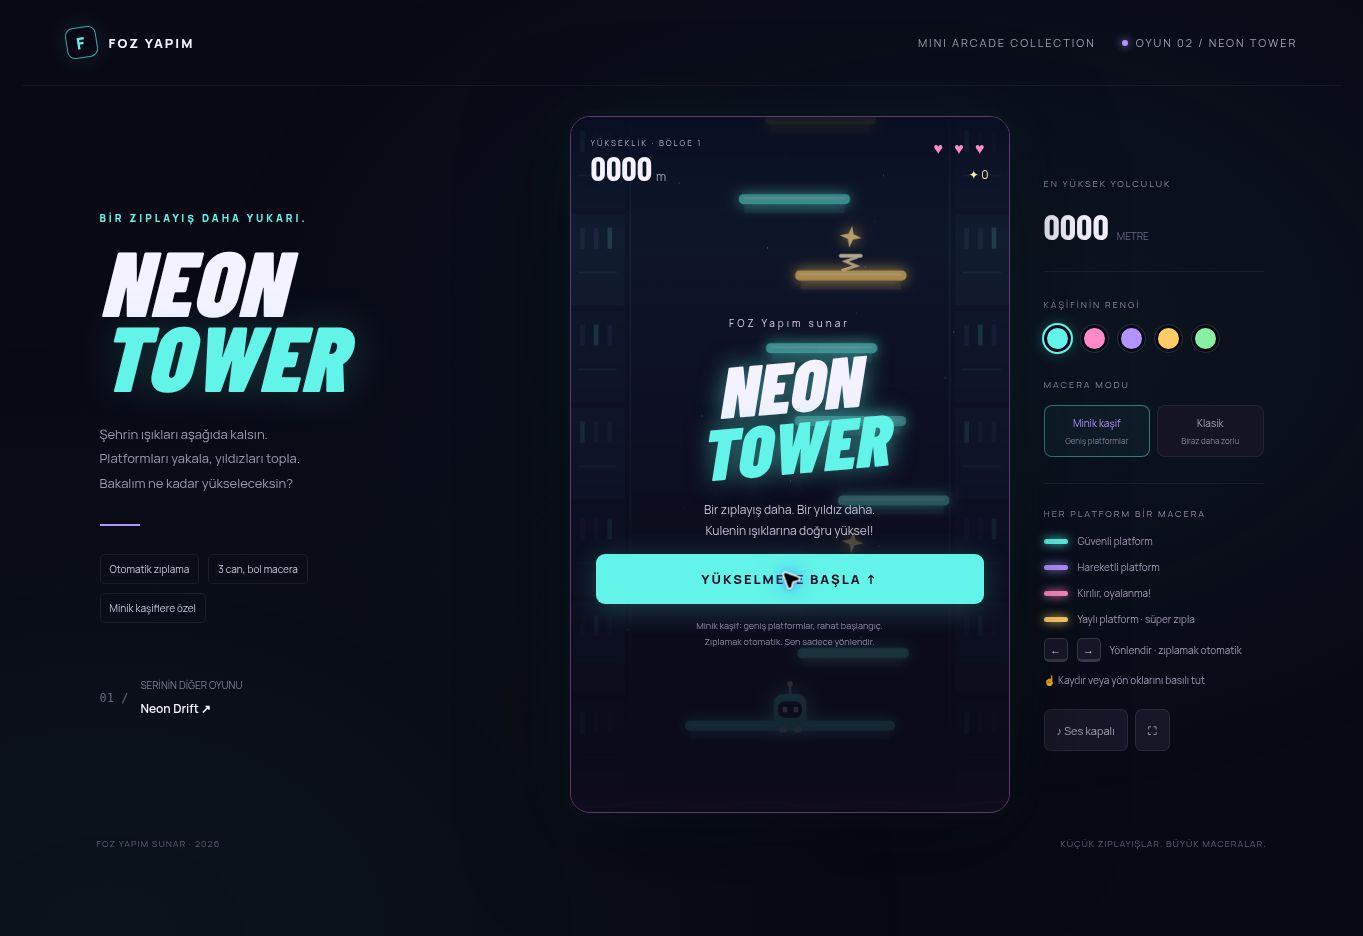 F FOZ YAPIM
MINI ARCADE COLLECTION
OYUN 02 / NEON TOWER
BİR ZIPLAYIŞ DAHA YUKARI.
NEON
TOWER
Şehrin ışıkları aşağıda kalsın.
Platformları yakala, yıldızları topla.
Bakalım ne kadar yükseleceksin?
Otomatik zıplama
3 can, bol macera
Minik kaşiflere özel
01 /
SERİNİN DİĞER OYUNU
Neon Drift ↗
YÜKSEKLİK · BÖLGE 1
0000 m
♥ ♥ ♥
✦ 0
FOZ Yapım sunar
NEON
TOWER
Bir zıplayış daha. Bir yıldız daha.
Kulenin ışıklarına doğru yüksel!
BAŞLA ↑
Minik kaşif: geniş platformlar, rahat başlangıç.
Zıplamak otomatik. Sen sadece yönlendir.
EN YÜKSEK YOLCULUK
0000 METRE
KAŞİFİNİN RENGİ
MACERA MODU
Minik kaşif
Geniş platformlar
Klasik
Biraz daha zorlu
HER PLATFORM BİR MACERA
Güvenli platform
Hareketli platform
Kırılır, oyalanma!
Yaylı platform · süper zıpla
← → Yönlendir · zıplamak otomatik
☝ Kaydır veya yön oklarını basılı tut
♪ Ses kapalı
FOZ YAPIM SUNAR · 2026
KÜÇÜK ZIPLAYIŞLAR. BÜYÜK MACERALAR.